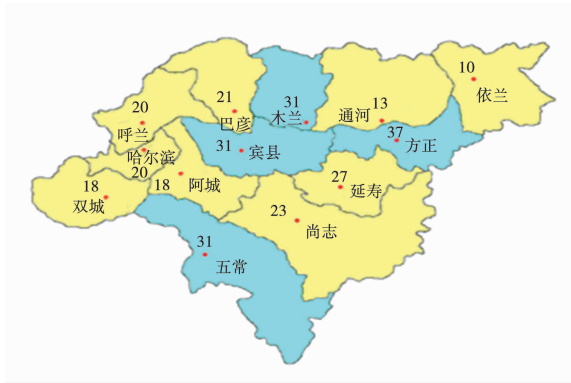 10
依兰
21
巴彦
31
木兰
13
通河
20
呼兰
37
方正
31
宾县
哈尔滨
20
27
延寿
18
双城
18
阿城
23
尚志
31
五常